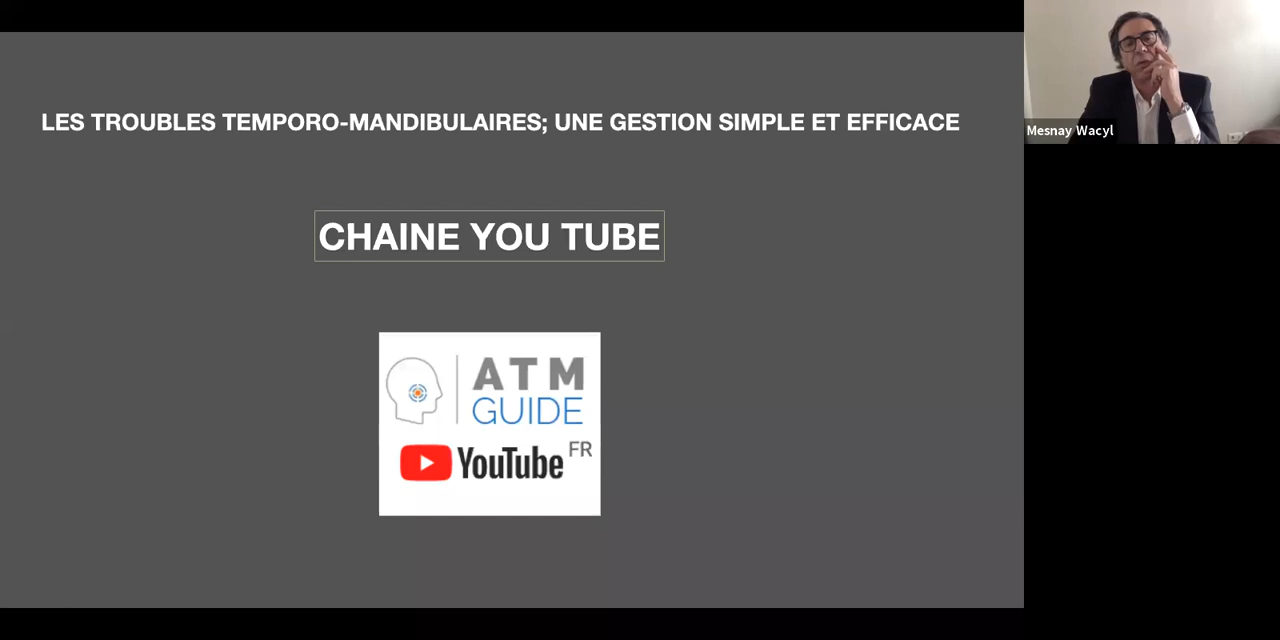 LES TROUBLES TEMPORO-MANDIBULAIRES; UNE GESTION SIMPLE ET EFFICACE
CHAINE YOU TUBE
ATM
GUIDE
YouTube FR
Mesnay Wacyl